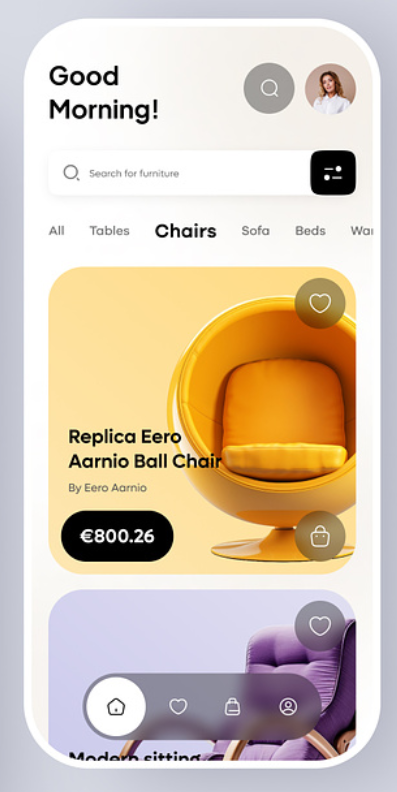 Good
Morning!
Search for furniture
All Tables Chairs Sofa Beds War
Replica Eero
Aarnio Ball Chair
By Eero Aarnio
€800.26
Modern sitting